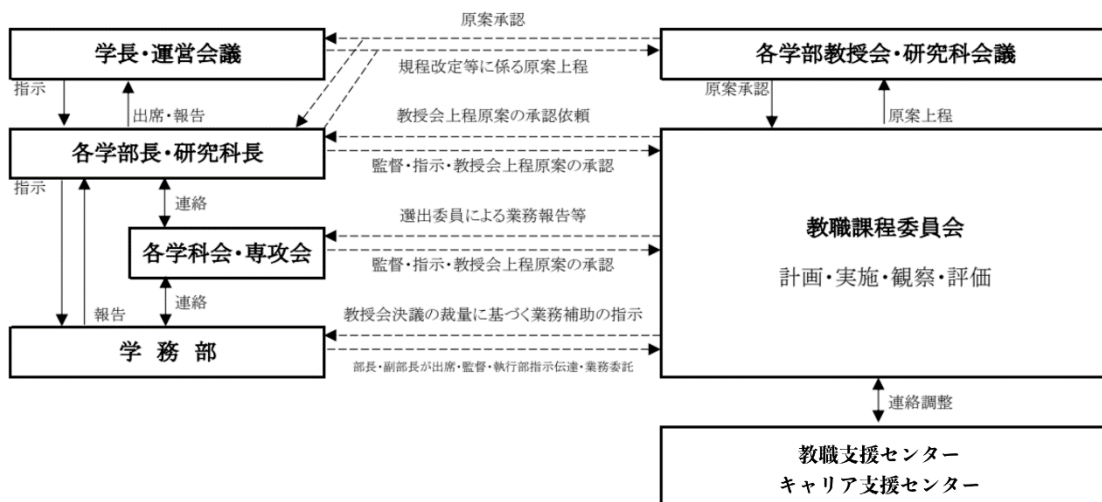 原案承認
学長・運営会議
各学部教授会・研究科会議
規程改定等に係る原案上程
指示
出席・報告
原案承認
原案上程
教授会上程原案の承認依頼
各学部長・研究科長
監督・指示・教授会上程原案の承認
指示
連絡
選出委員による業務報告等
各学科会・専攻会
監督・指示・教授会上程原案の承認
教職課程委員会
計画・実施・観察・評価
連絡
報告
教授会決議の裁量に基づく業務補助の指示
学 務 部
部長・副部長が出席・監督・執行部指示伝達・業務委託
連絡調整
教職支援センター
キャリア支援センター